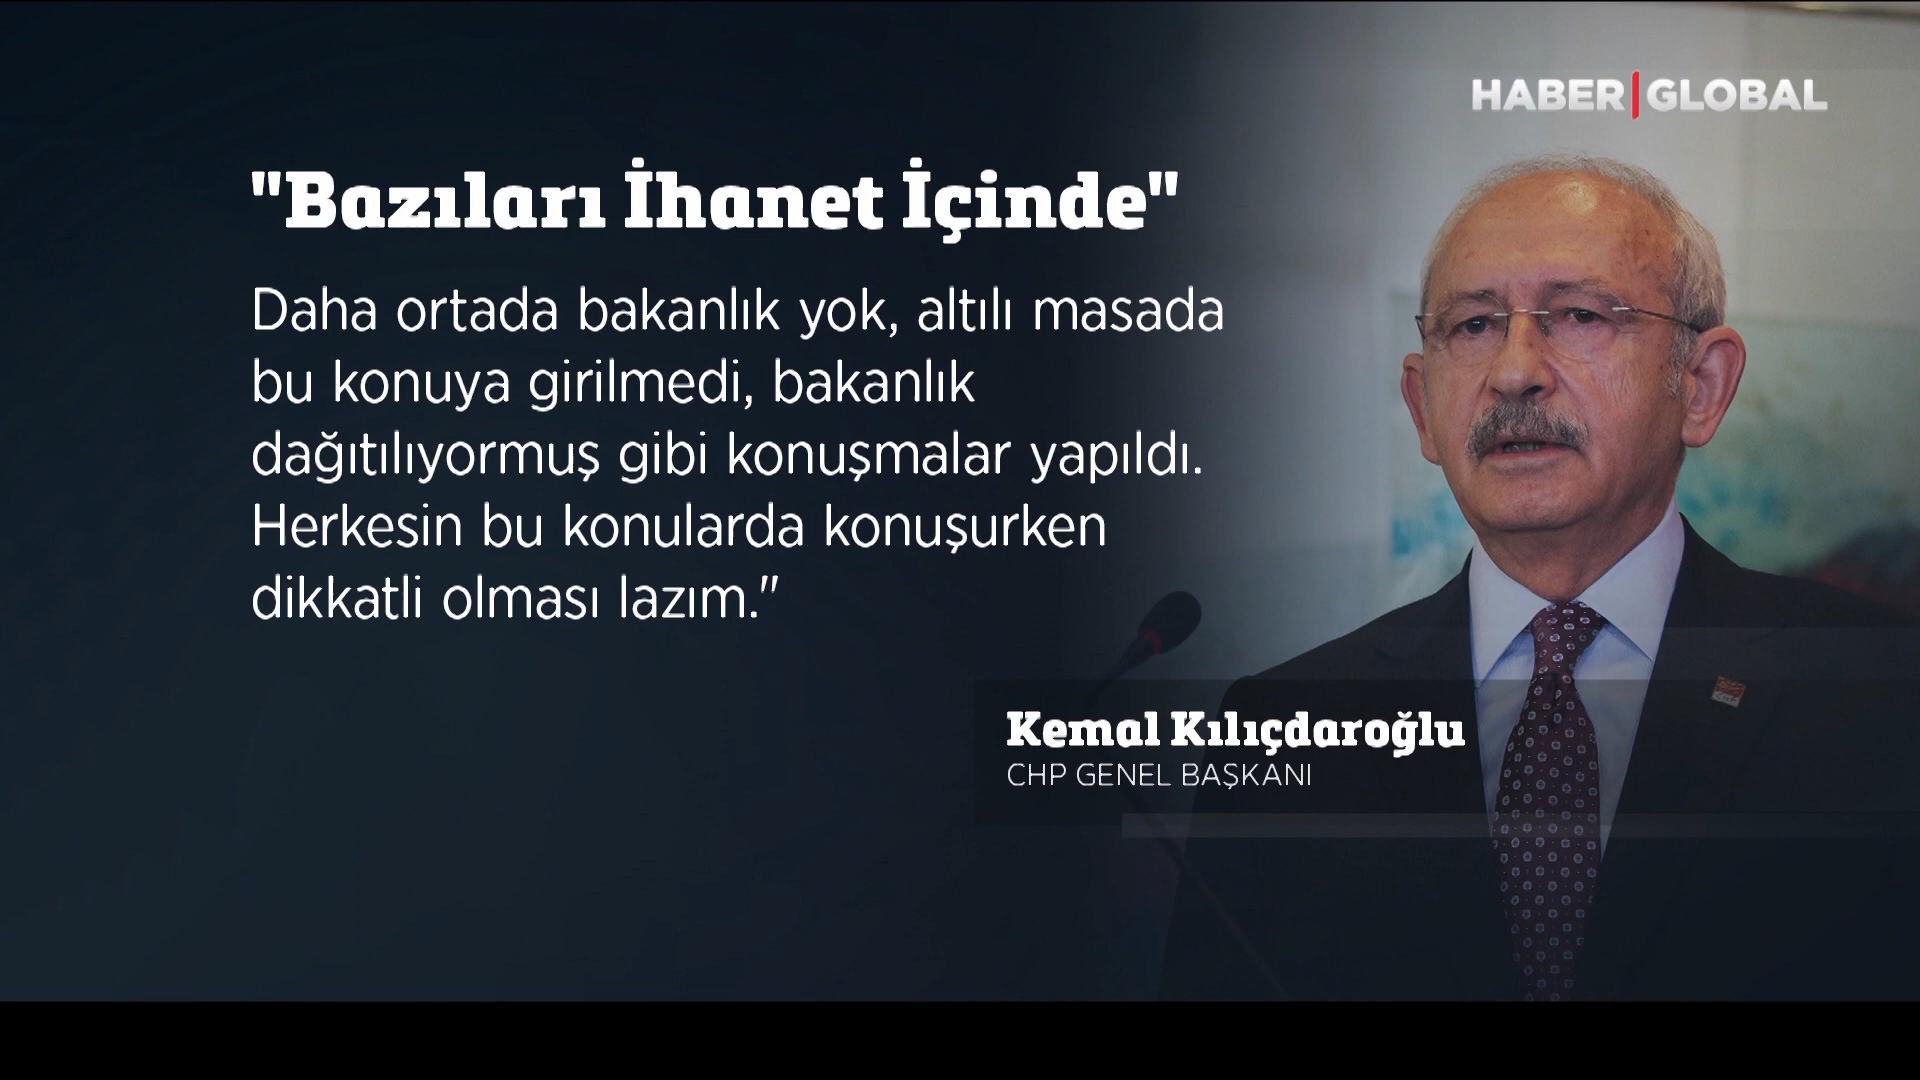 HABER GLOBAL
"Bazıları İhanet İçinde"
Daha ortada bakanlık yok, altılı masada
bu konuya girilmedi, bakanlık
dağıtılıyormuş gibi konuşmalar yapıldı.
Herkesin bu konularda konuşurken
dikkatli olması lazım."
Kemal Kılıçdaroğlu
CHP GENEL BAŞKANI
CHP